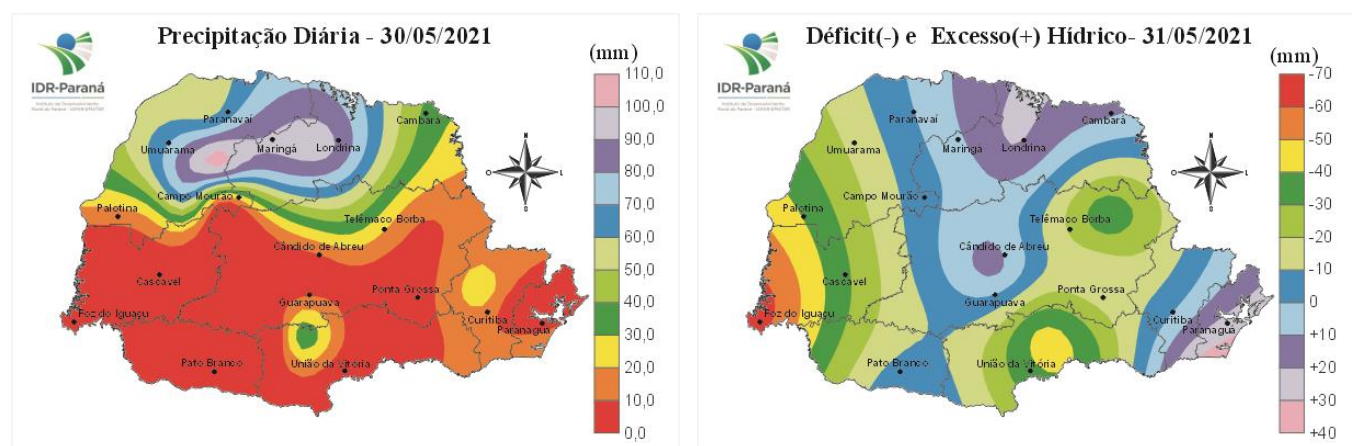 Precipitação Diária - 30/05/2021
IDR-Paraná
(mm)
110,0
100,0
90,0
80,0
70,0
60,0
50,0
40,0
30,0
20,0
10,0
0,0
Paranavaí
Cambará
Umuarama
Maringá
Londrina
Campo Mourão
Palotina
Telêmaco Borba
Cândido de Abreu
Cascavel
Guarapuava
Ponta Grossa
Foz do Iguaçu
Curitiba
Paranaguá
Pato Branco
União da Vitória
N
O
L
S
Déficit(-) e Excesso(+) Hídrico- 31/05/2021
IDR-Paraná
(mm)
-70
-60
-50
-40
-30
-20
-10
0
+10
+20
+30
+40
Paranavaí
Cambará
Umuarama
Maringá
Londrina
Campo Mourão
Palotina
Telêmaco Borba
Cândido de Abreu
Cascavel
Guarapuava
Ponta Grossa
Foz do Iguaçu
Curitiba
Paranaguá
Pato Branco
União da Vitória
N
O
L
S